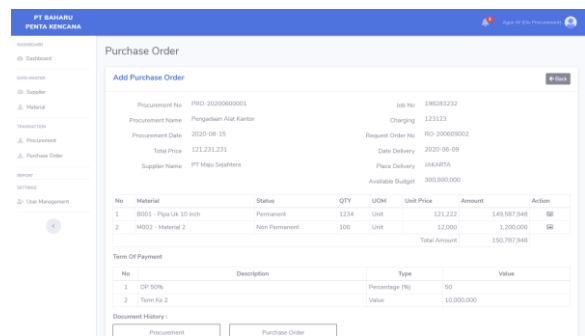 PT BAHARU
PENTA KENCANA
DASHBOARD
Dashboard
DATA MASTER
Supplier
Material
TRANSACTION
Procurement
Purchase Order
REPORT
SETTINGS
User Management
Purchase Order
Add Purchase Order
Back
Procurement No PRO-20200600001
Job No 198283232
Procurement Name Pengadaan Alat Kantor
Charging 123123
Procurement Date 2020-06-15
Request Order No RO-200609002
Total Price 121,231,231
Date Delivery 2020-06-09
Supplier Name PT Maju Sejahtera
Place Delivery JAKARTA
Available Budget 300,000,000
No Material Status QTY UOM Unit Price Amount Action
1 B001 - Pipa Uk 10 inch Permanent 1234 Unit 121,222 149,587,948
2 M002 - Material 2 Non Permanent 100 Unit 12,000 1,200,000
Total Amount 150,787,948
Term Of Payment
No Description Type Value
1 DP 50% Percentage (%) 50
2 Term Ke 2 Value 10,000,000
Document History :
Procurement Purchase Order